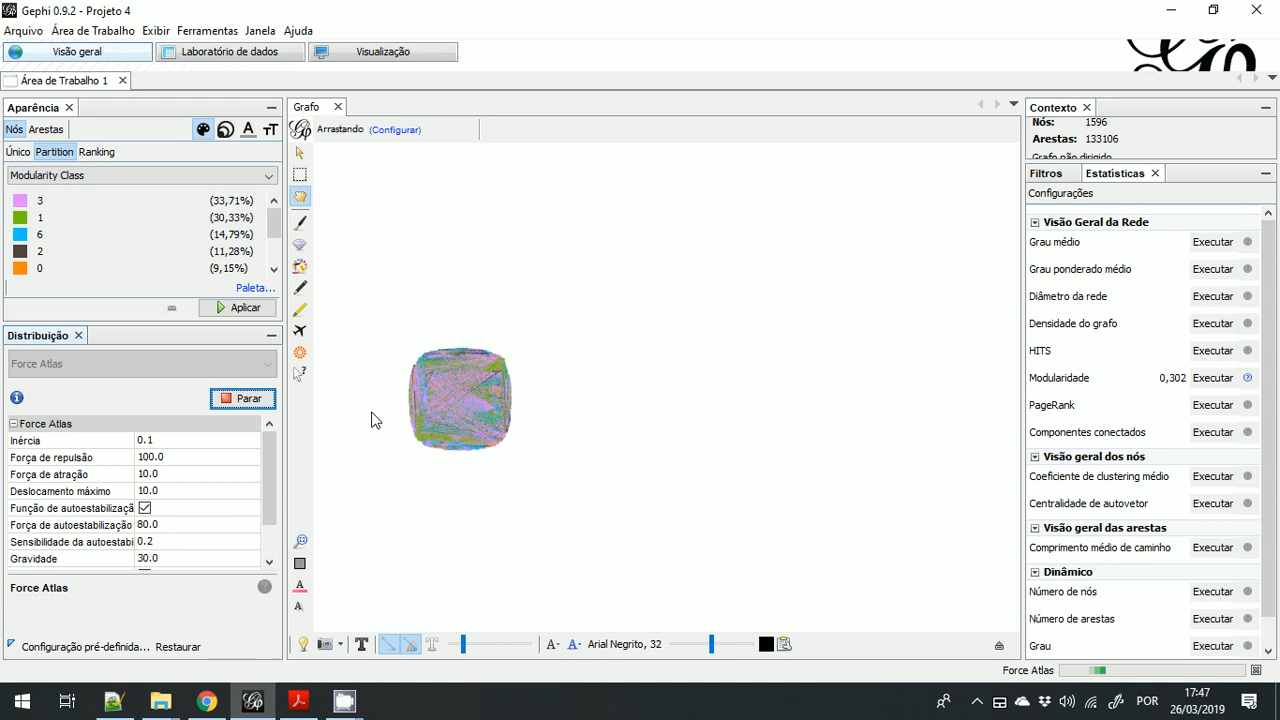 Gephi 0.9.2 - Projeto 4
Arquivo Área de Trabalho Exibir Ferramentas Janela Ajuda
Visão geral Laboratório de dados Visualização
Área de Trabalho 1
Aparência
Nós Arestas
Único Partition Ranking
Modularity Class
3 (33,71%)
1 (30,33%)
6 (14,79%)
2 (11,28%)
0 (9,15%)
Paleta...
Aplicar
Distribuição
Force Atlas
Parar
Force Atlas
Inércia 0.1
Força de repulsão 100.0
Força de atração 10.0
Deslocamento máximo 10.0
Função de autoestabilizaçã
Força de autoestabilização 80.0
Sensibilidade da autoestabi 0.2
Gravidade 30.0
Force Atlas
Configuração pré-definida... Restaurar
Grafo
Arrastando (Configurar)
Arial Negrito, 32
Contexto
Nós: 1596
Arestas: 133106
Grafo não dirigido
Filtros Estatísticas
Configurações
Visão Geral da Rede
Grau médio Executar
Grau ponderado médio Executar
Diâmetro da rede Executar
Densidade do grafo Executar
HITS Executar
Modularidade 0,302 Executar
PageRank Executar
Componentes conectados Executar
Visão geral dos nós
Coeficiente de clustering médio Executar
Centralidade de autovetor Executar
Visão geral das arestas
Comprimento médio de caminho Executar
Dinâmico
Número de nós Executar
Número de arestas Executar
Grau Executar
Force Atlas
POR
17:47
26/03/2019